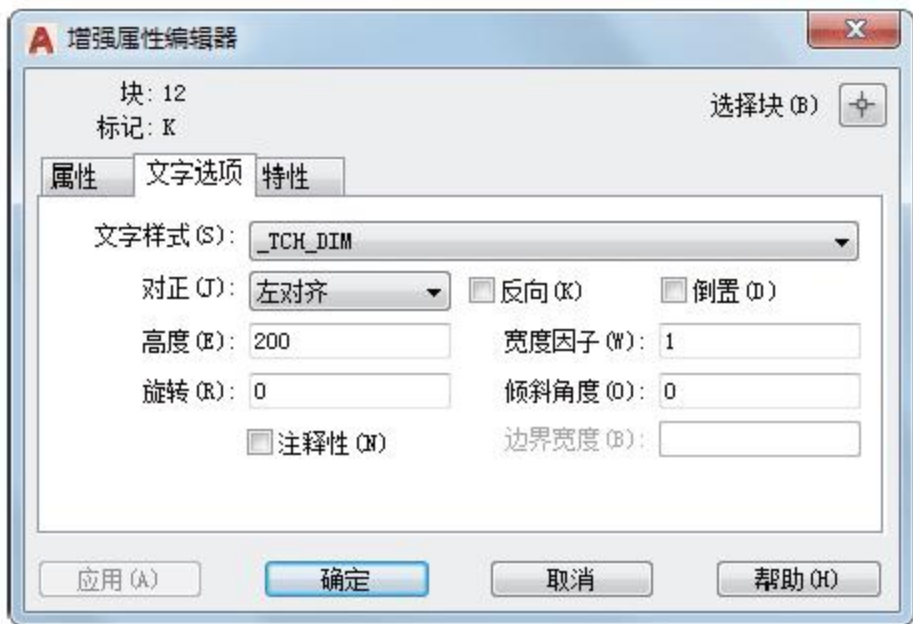 增强属性编辑器
块: 12
标记: K
选择块(B)
属性 文字选项 特性
文字样式(S): _TCH_DIM
对正(J): 左对齐 反向(K) 倒置(D)
高度(E): 200 宽度因子(W): 1
旋转(R): 0 倾斜角度(O): 0
注释性(N) 边界宽度(B):
应用(A) 确定 取消 帮助(H)